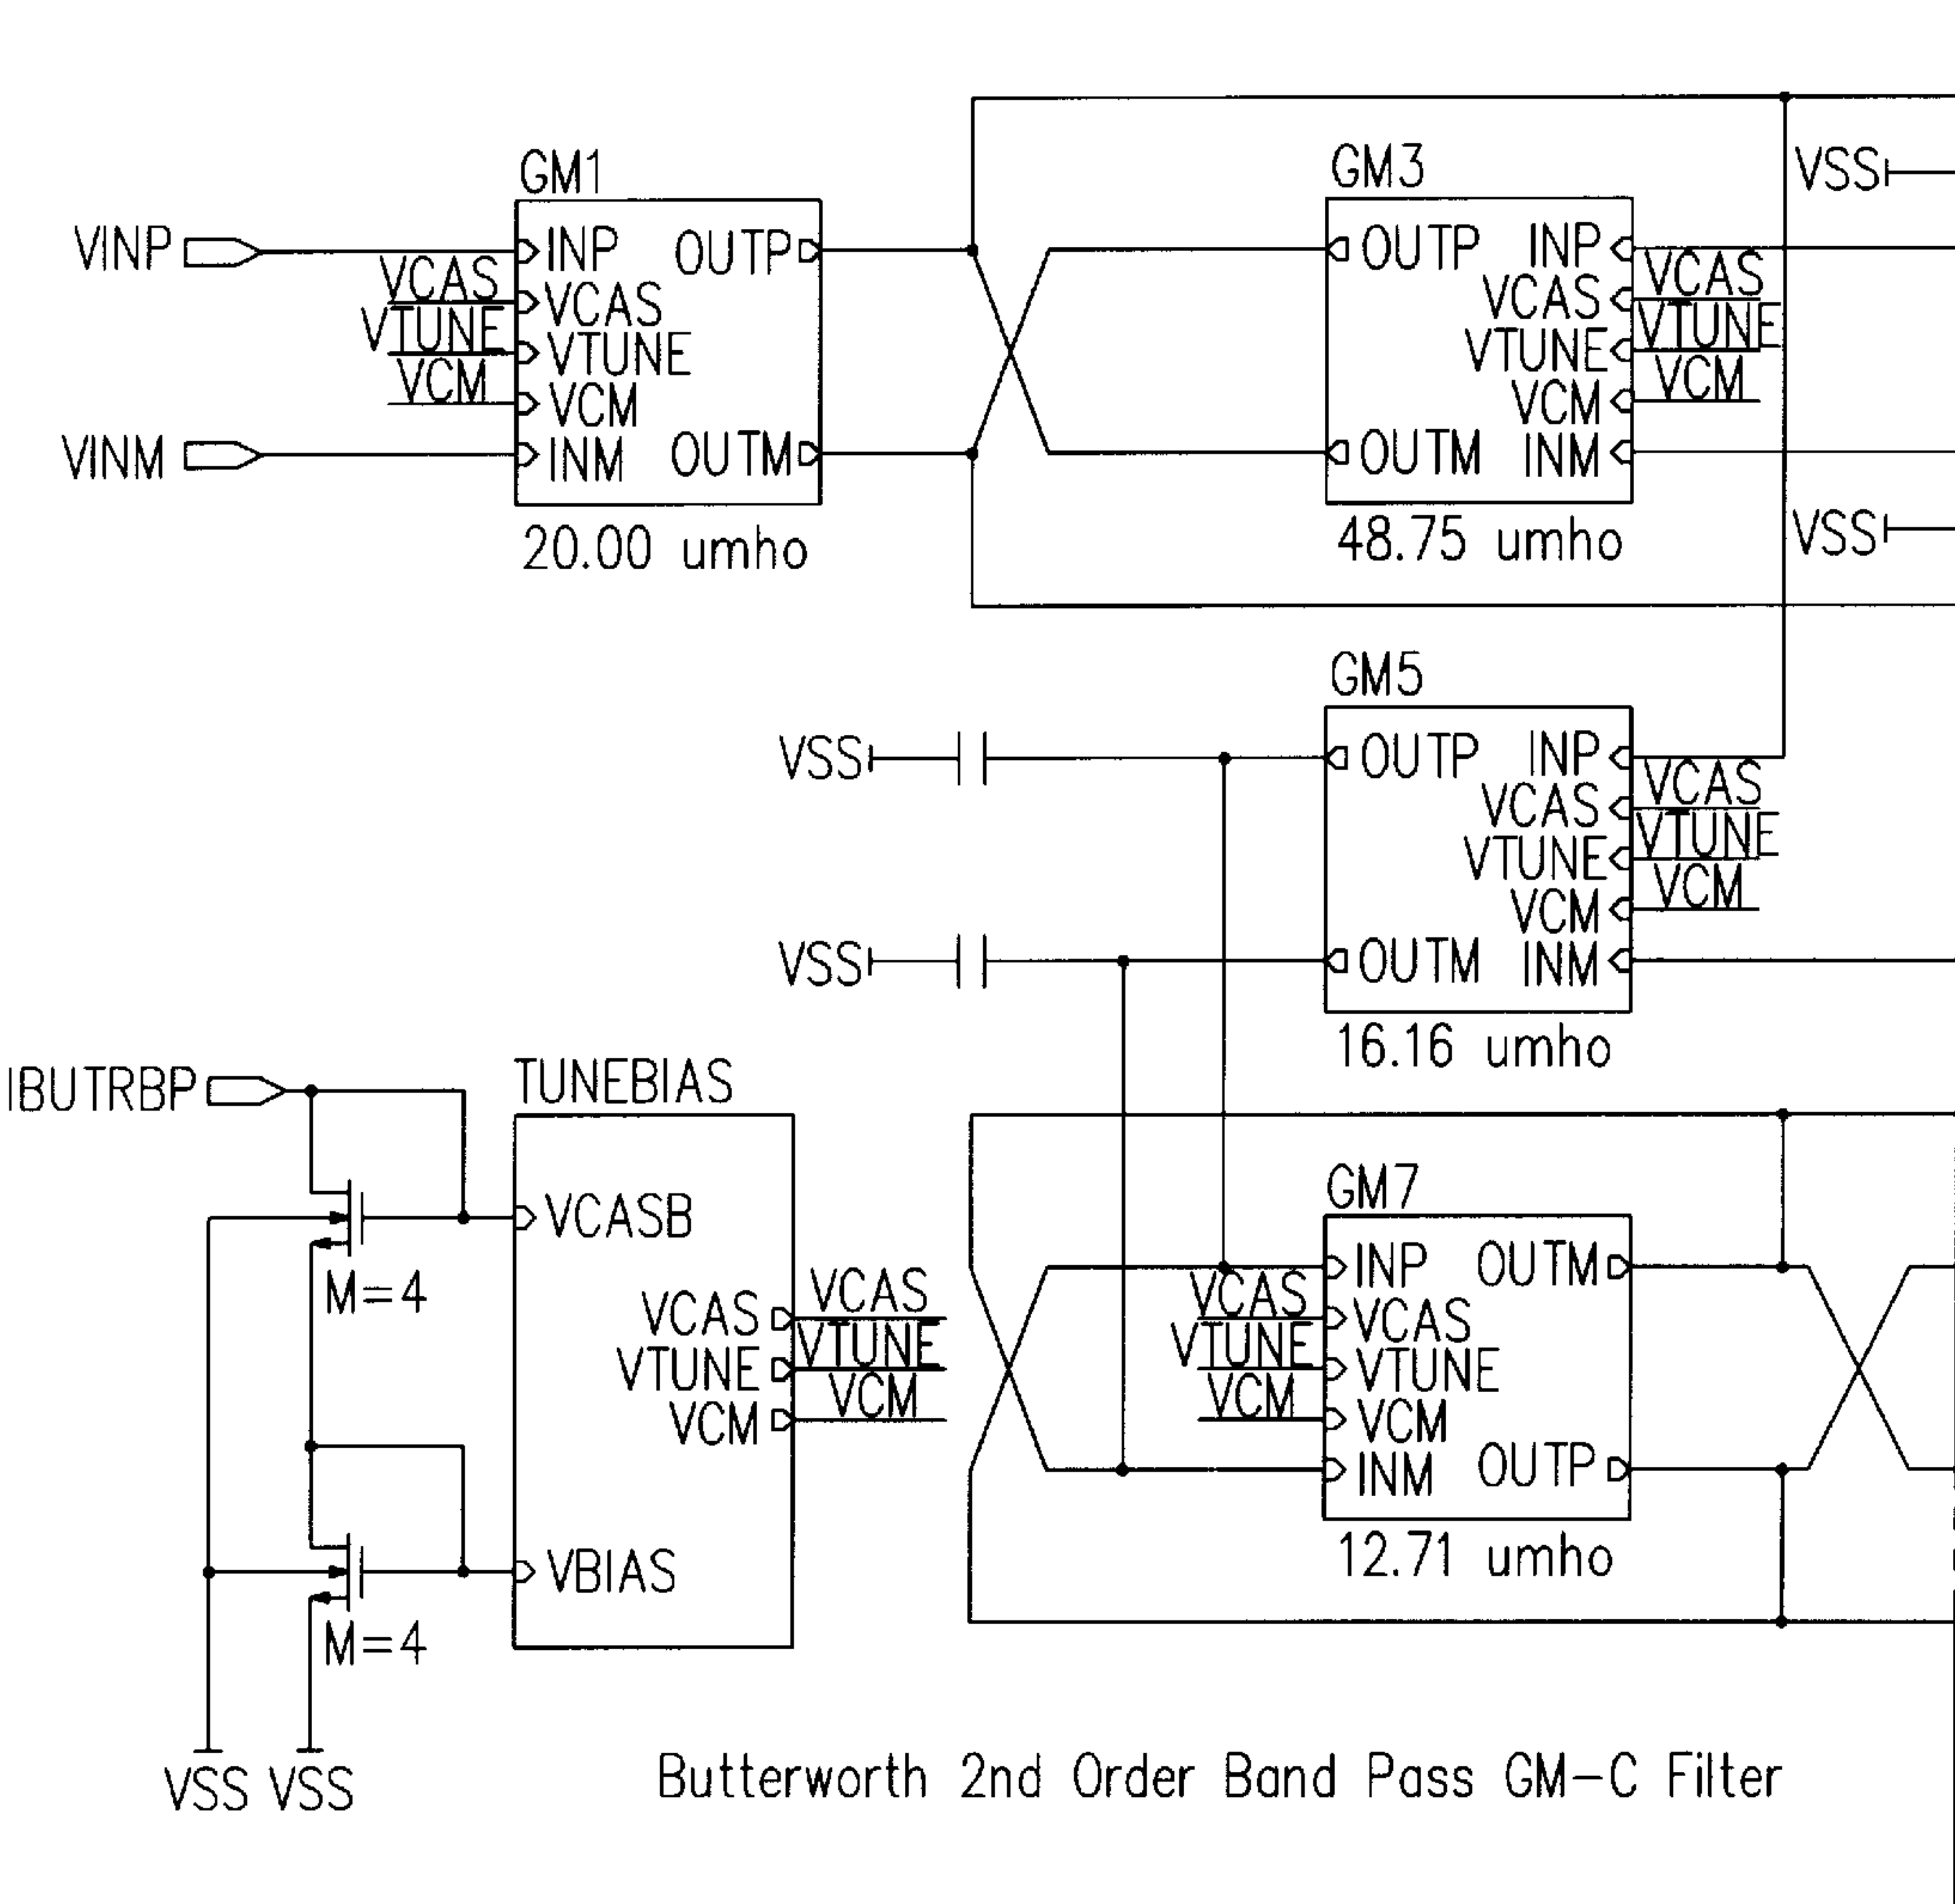 GM1
VINP
INP
OUTP
VCAS
VCAS
VTUNE
VTUNE
VCM
VCM
VINM
INM
OUTM
20.00 umho
GM3
OUTP
INP
VCAS
VCAS
VTUNE
VTUNE
VCM
VCM
OUTM
INM
48.75 umho
VSS
VSS
GM5
VSS
OUTP
INP
VCAS
VCAS
VTUNE
VTUNE
VCM
VCM
VSS
OUTM
INM
16.16 umho
IBUTRBP
TUNEBIAS
VCASB
M=4
VCAS
VCAS
VTUNE
VTUNE
VCM
VCM
VBIAS
M=4
VSS
VSS
GM7
INP
OUTM
VCAS
VCAS
VTUNE
VTUNE
VCM
VCM
INM
OUTP
12.71 umho
Butterworth 2nd Order Band Pass GM-C Filter